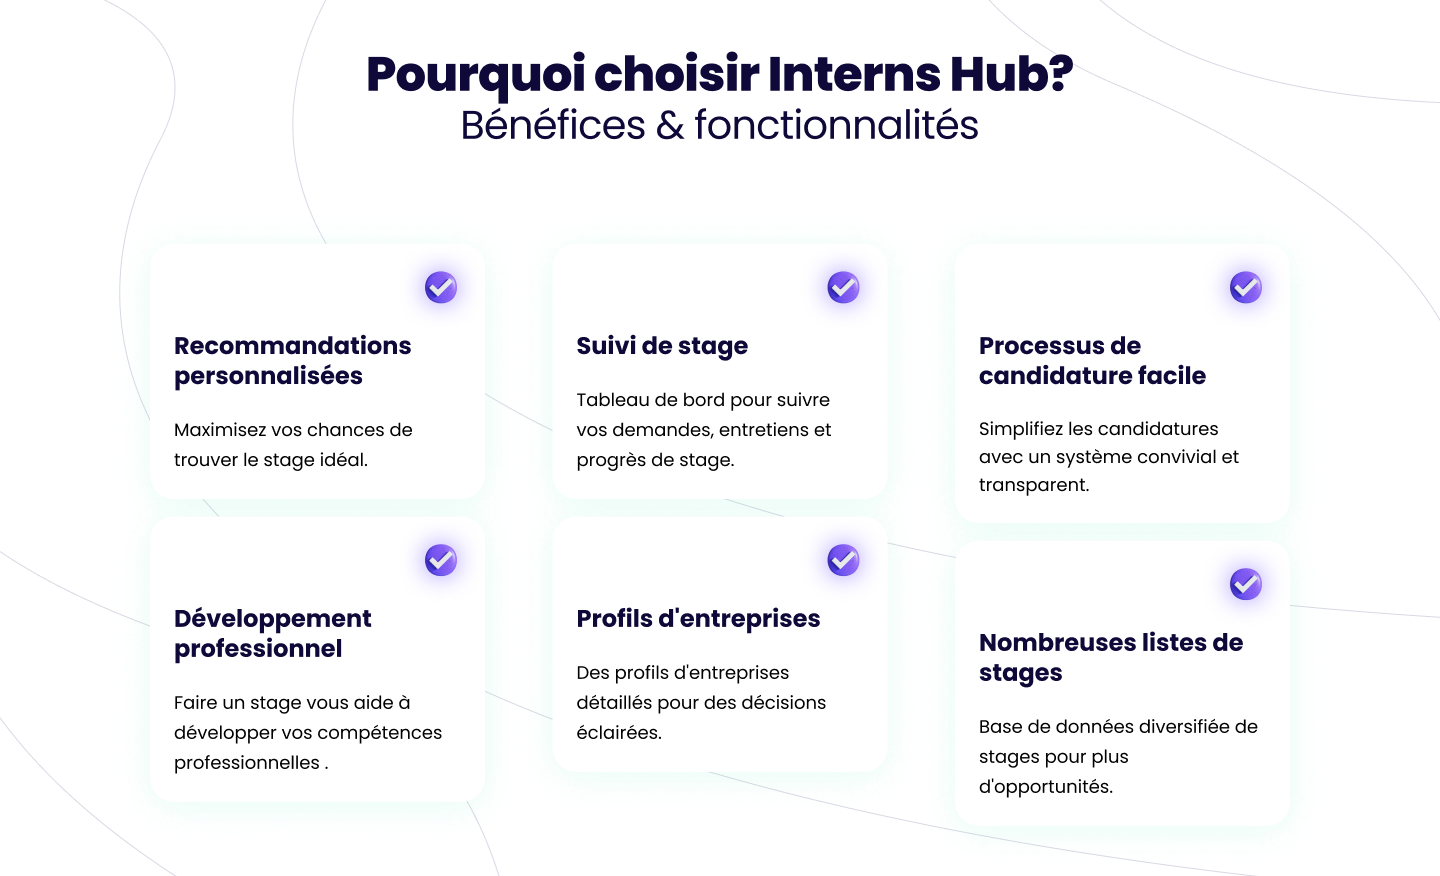 Pourquoi choisir Interns Hub?
Bénéfices & fonctionnalités
Recommandations
personnalisées
Maximisez vos chances de
trouver le stage idéal.
Suivi de stage
Tableau de bord pour suivre
vos demandes, entretiens et
progrès de stage.
Processus de
candidature facile
Simplifiez les candidatures
avec un système convivial et
transparent.
Développement
professionnel
Faire un stage vous aide à
développer vos compétences
professionnelles .
Profils d'entreprises
Des profils d'entreprises
détaillés pour des décisions
éclairées.
Nombreuses listes de
stages
Base de données diversifiée de
stages pour plus
d'opportunités.